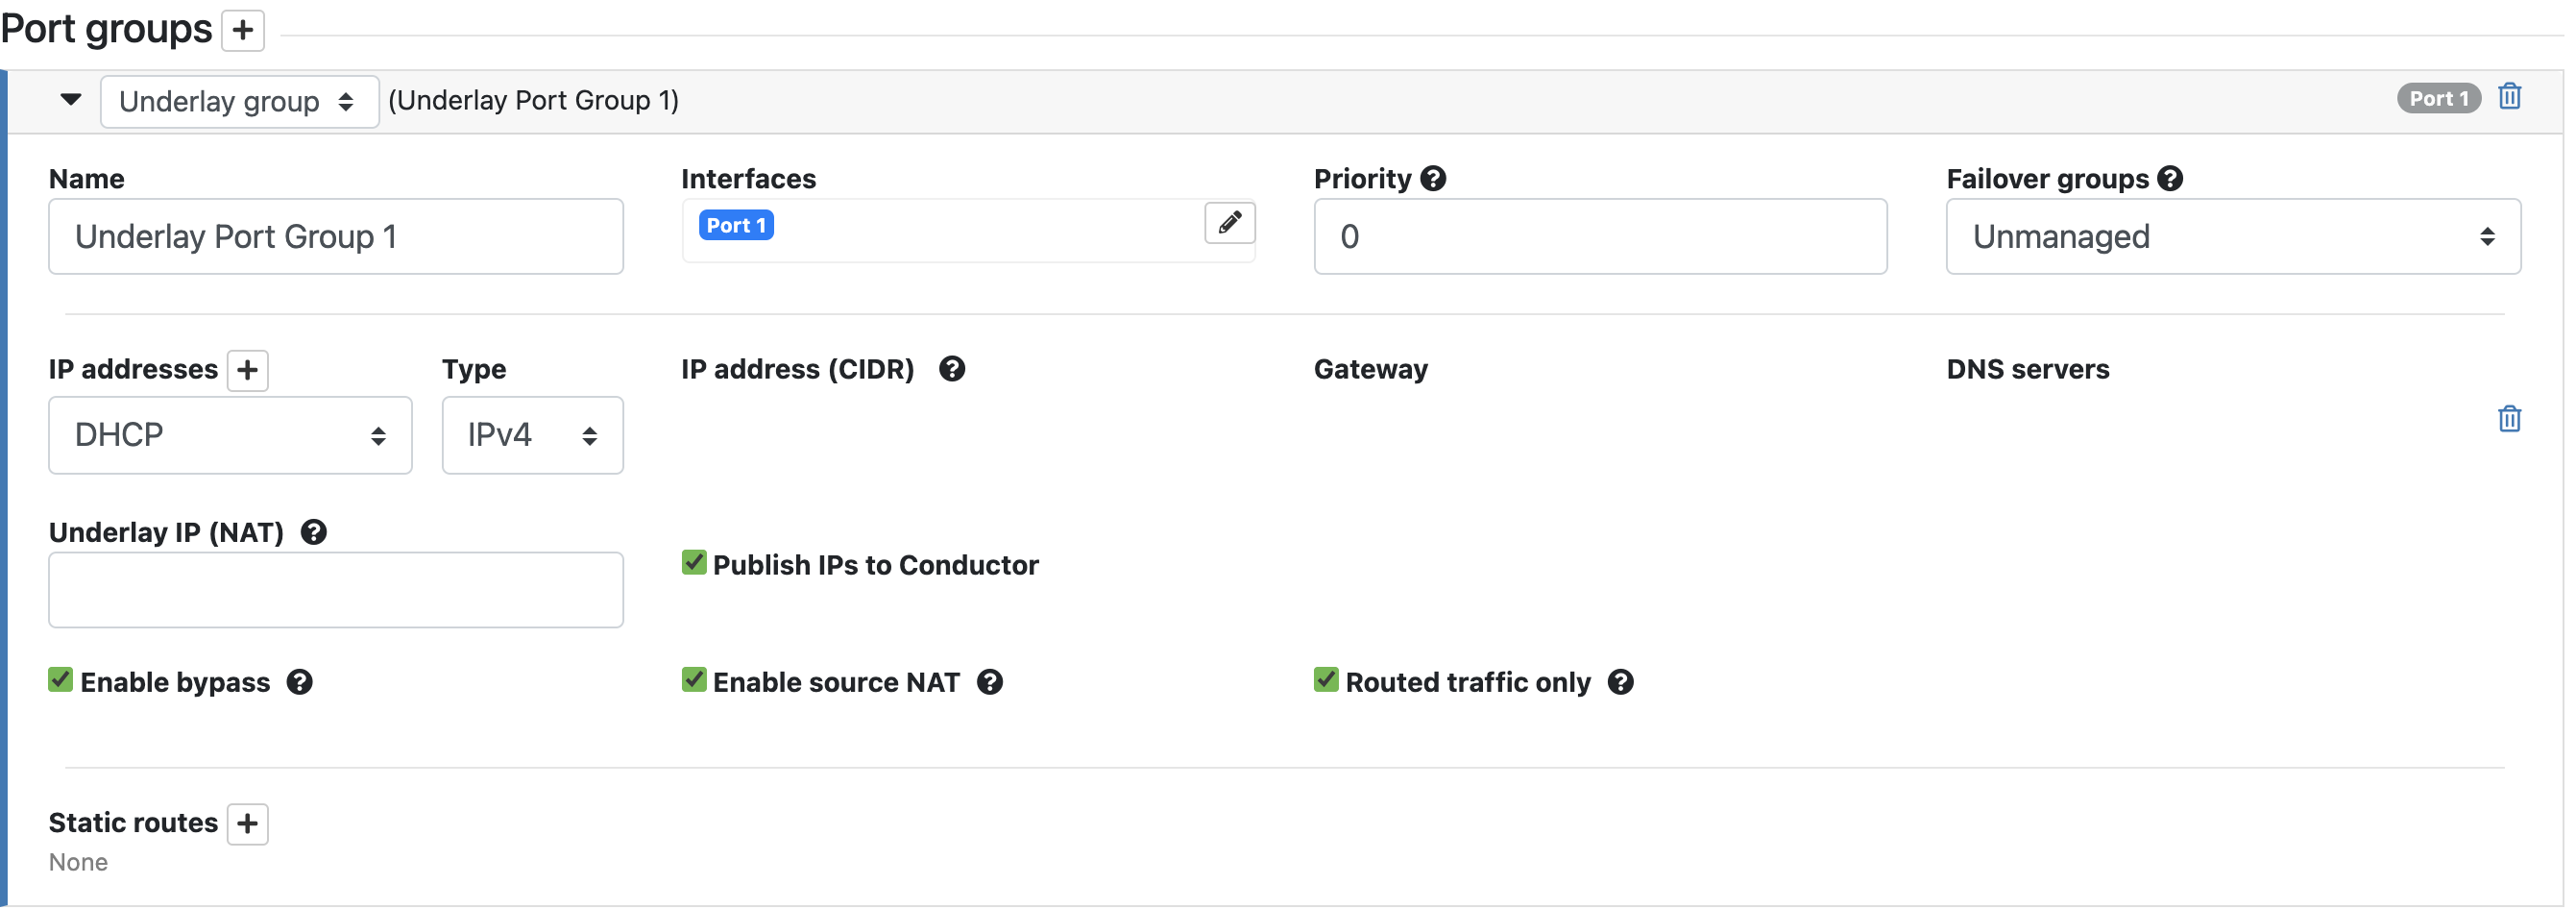 Port groups
Underlay group (Underlay Port Group 1) Port 1
Name Interfaces Priority Failover groups
Underlay Port Group 1 Port 1 0 Unmanaged
IP addresses Type IP address (CIDR) Gateway DNS servers
DHCP IPv4
Underlay IP (NAT)
Publish IPs to Conductor
Enable bypass Enable source NAT Routed traffic only
Static routes
None